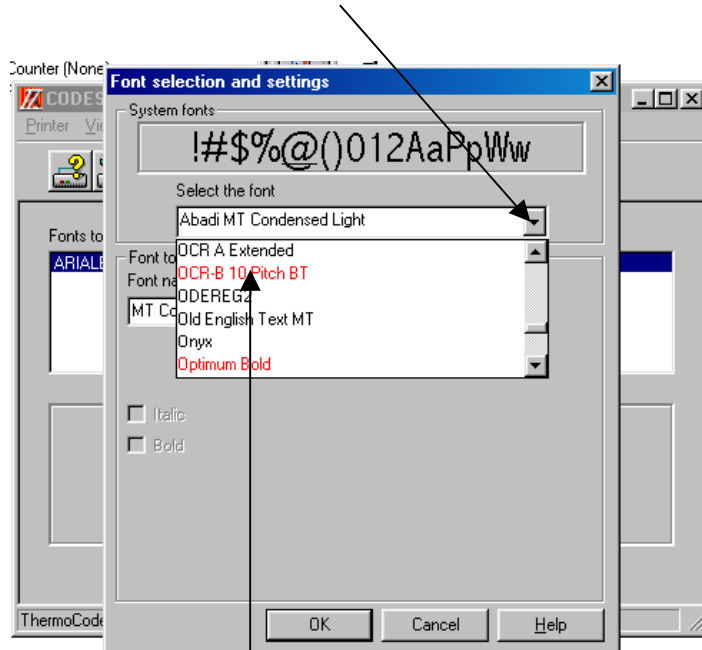 Counter (None)
Font selection and settings
CODES
Printer Vie
System fonts
!#$%@()012AaPpWw
Select the font
Abadi MT Condensed Light
Fonts to
ARIALE
Font to
Font na
MT Co
OCR A Extended
OCR-B 10 Pitch BT
ODEREG2
Old English Text MT
Onyx
Optimum Bold
Italic
Bold
ThermoCode
OK Cancel Help